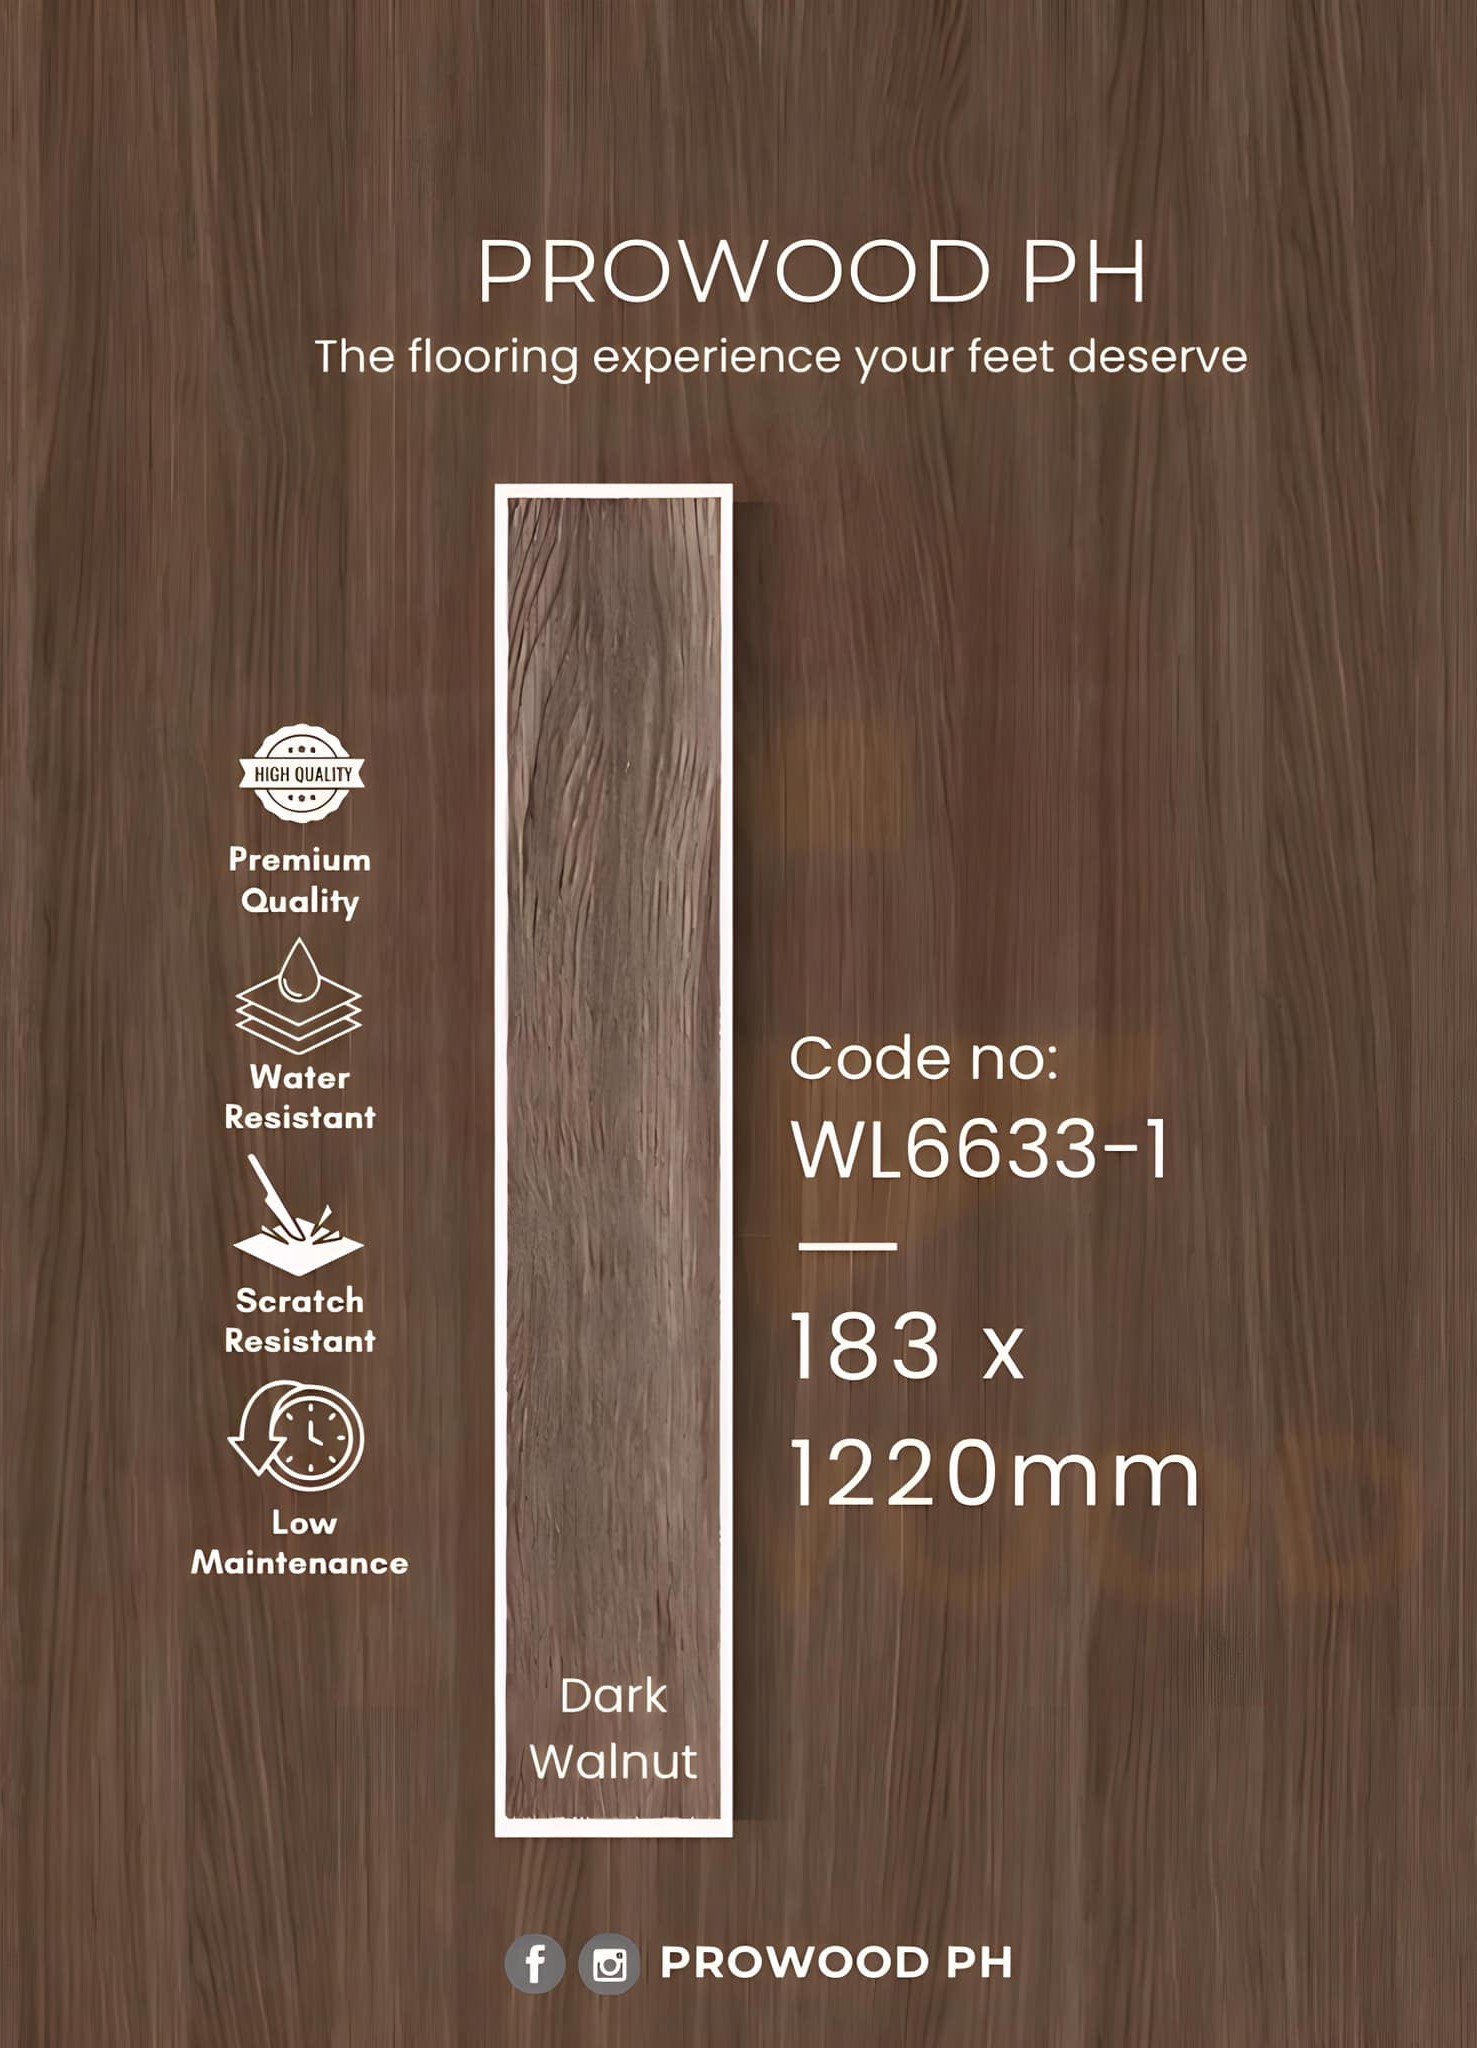 PROWOOD PH
The flooring experience your feet deserve
HIGH QUALITY
Premium
Quality
Water
Resistant
Scratch
Resistant
Low
Maintenance
Dark
Walnut
Code no:
WL6633-1
183 x
1220mm
PROWOOD PH